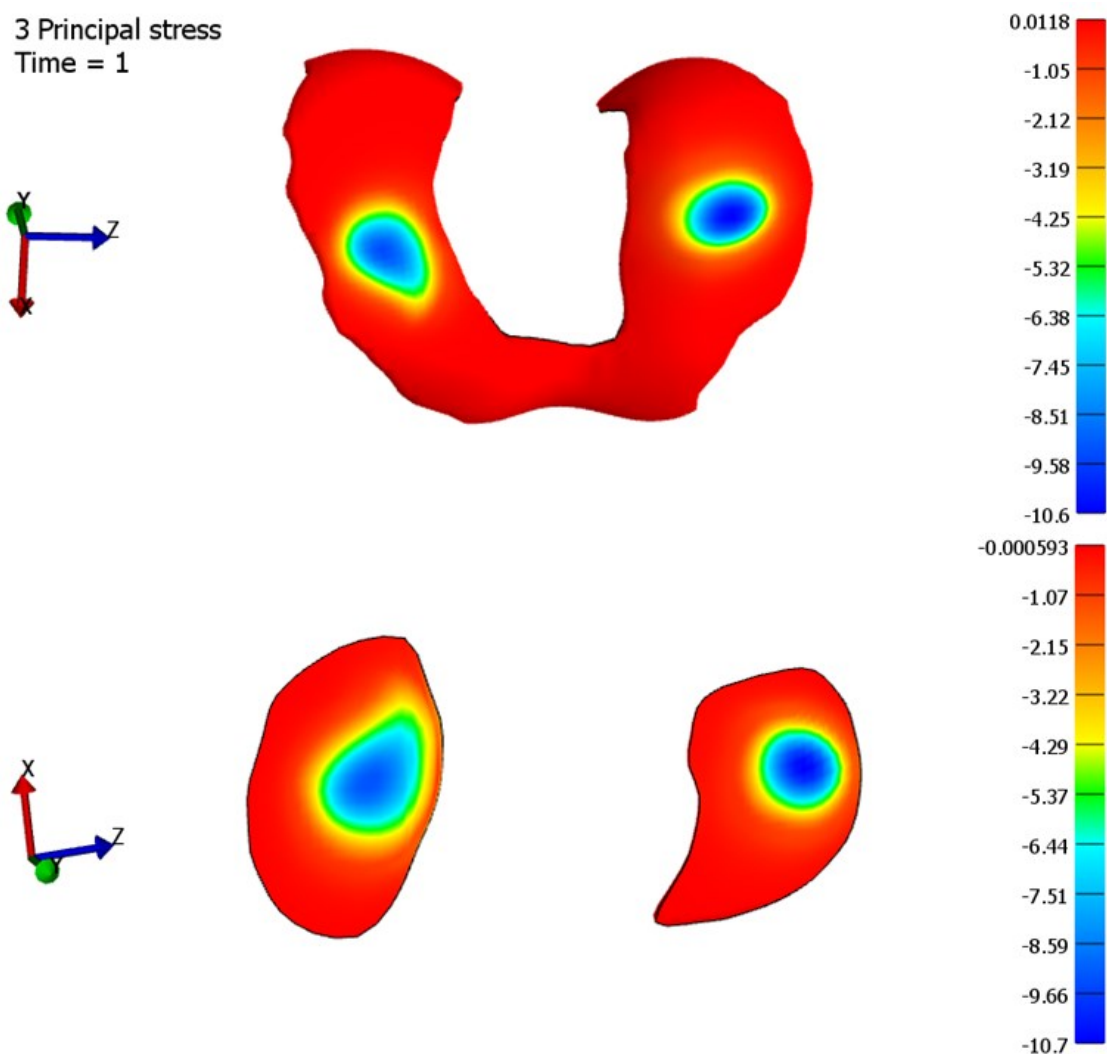 3 Principal stress
Time = 1
0.0118
-1.05
-2.12
-3.19
-4.25
-5.32
-6.38
-7.45
-8.51
-9.58
-10.6
Y
Z
X
-0.000593
-1.07
-2.15
-3.22
-4.29
-5.37
-6.44
-7.51
-8.59
-9.66
-10.7
X
Z
Y